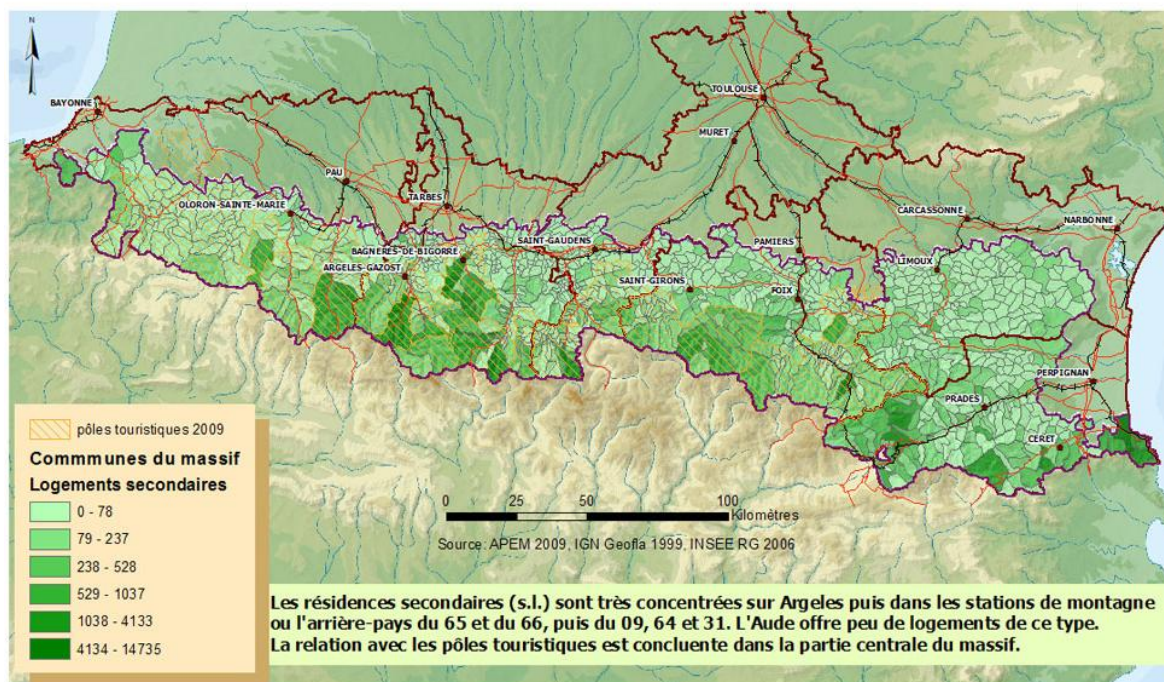 N
TOULOUSE
BAYONNE
MURET
PAU
TARBES
OLORON-SAINTE-MARIE
CARCASSONNE
NARBONNE
SAINT-GAUDENS
PAMIERS
BAGNERES-DE-BIGORRE
LIMOUX
ARGELES-GAZOST
SAINT-GIRONS
FOIX
PERPIGNAN
PRADES
CERET
pôles touristiques 2009
Commmunes du massif
Logements secondaires
0 - 78
79 - 237
238 - 528
529 - 1037
1038 - 4133
4134 - 14735
0 25 50 100
Kilomètres
Source: APEM 2009, IGN Geofla 1999, INSEE RG 2006
Les résidences secondaires (s.l.) sont très concentrées sur Argeles puis dans les stations de montagne
ou l'arrière-pays du 65 et du 66, puis du 09, 64 et 31. L'Aude offre peu de logements de ce type.
La relation avec les pôles touristiques est concluente dans la partie centrale du massif.